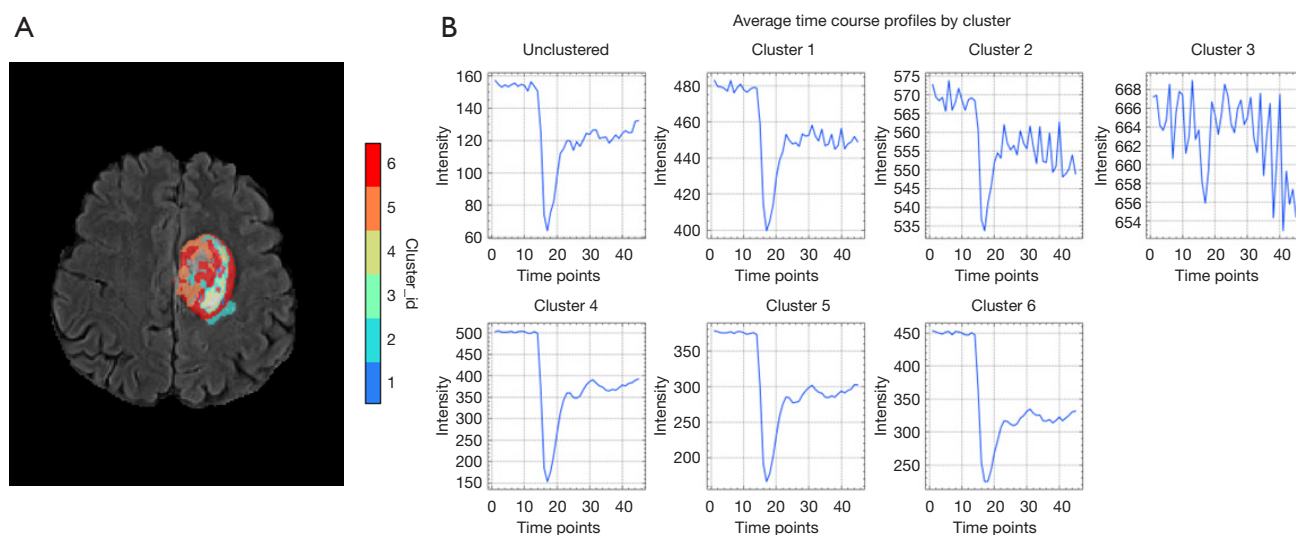 A
B
Average time course profiles by cluster
6
5
4
3
2
1
Cluster_id
Unclustered
Intensity
160
140
120
100
80
60
0 10 20 30 40
Time points
Cluster 1
Intensity
480
460
440
420
400
0 10 20 30 40
Time points
Cluster 2
Intensity
575
570
565
560
555
550
545
540
535
0 10 20 30 40
Time points
Cluster 3
Intensity
668
666
664
662
660
658
656
654
0 10 20 30 40
Time points
Cluster 4
Intensity
500
450
400
350
300
250
200
150
0 10 20 30 40
Time points
Cluster 5
Intensity
350
300
250
200
0 10 20 30 40
Time points
Cluster 6
Intensity
450
400
350
300
250
0 10 20 30 40
Time points